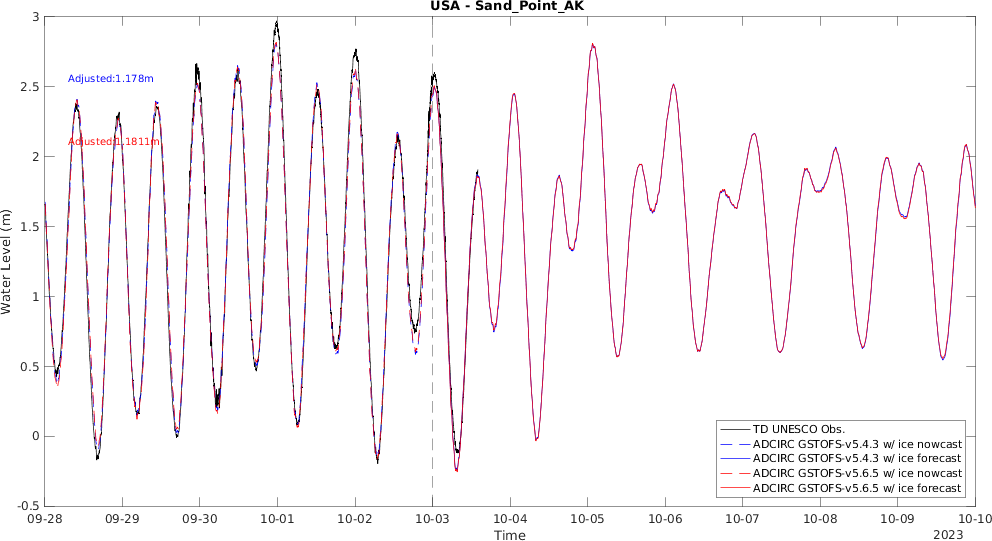 USA - Sand_Point_AK
3
2.5
2
1.5
1
0.5
0
-0.5
Water Level (m)
Adjusted:1.178m
Adjusted:1.1811m
TD UNESCO Obs.
ADCIRC GSTOFS-v5.4.3 w/ ice nowcast
ADCIRC GSTOFS-v5.4.3 w/ ice forecast
ADCIRC GSTOFS-v5.6.5 w/ ice nowcast
ADCIRC GSTOFS-v5.6.5 w/ ice forecast
09-28 09-29 09-30 10-01 10-02 10-03 10-04 10-05 10-06 10-07 10-08 10-09 10-10
Time
2023